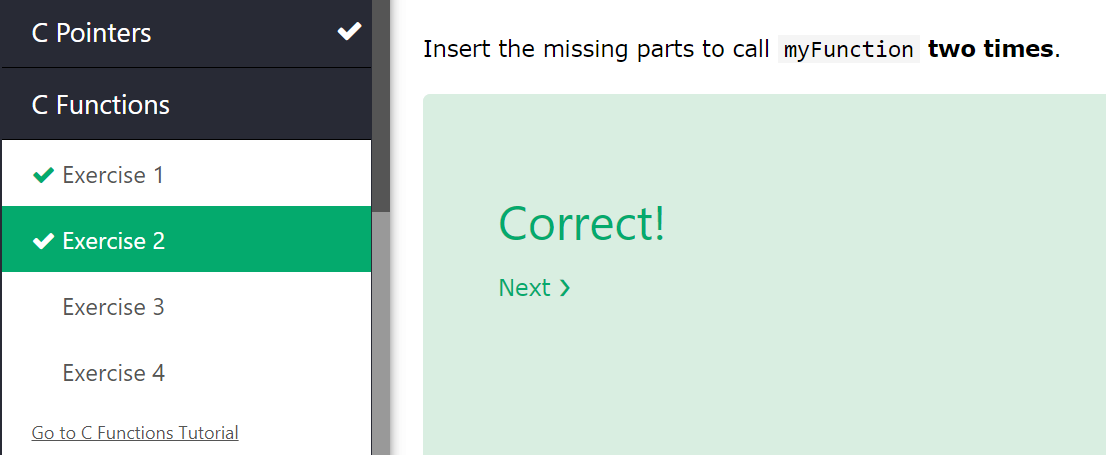 C Pointers
C Functions
Exercise 1
Exercise 2
Exercise 3
Exercise 4
Go to C Functions Tutorial
Insert the missing parts to call myFunction two times.
Correct!
Next ❯